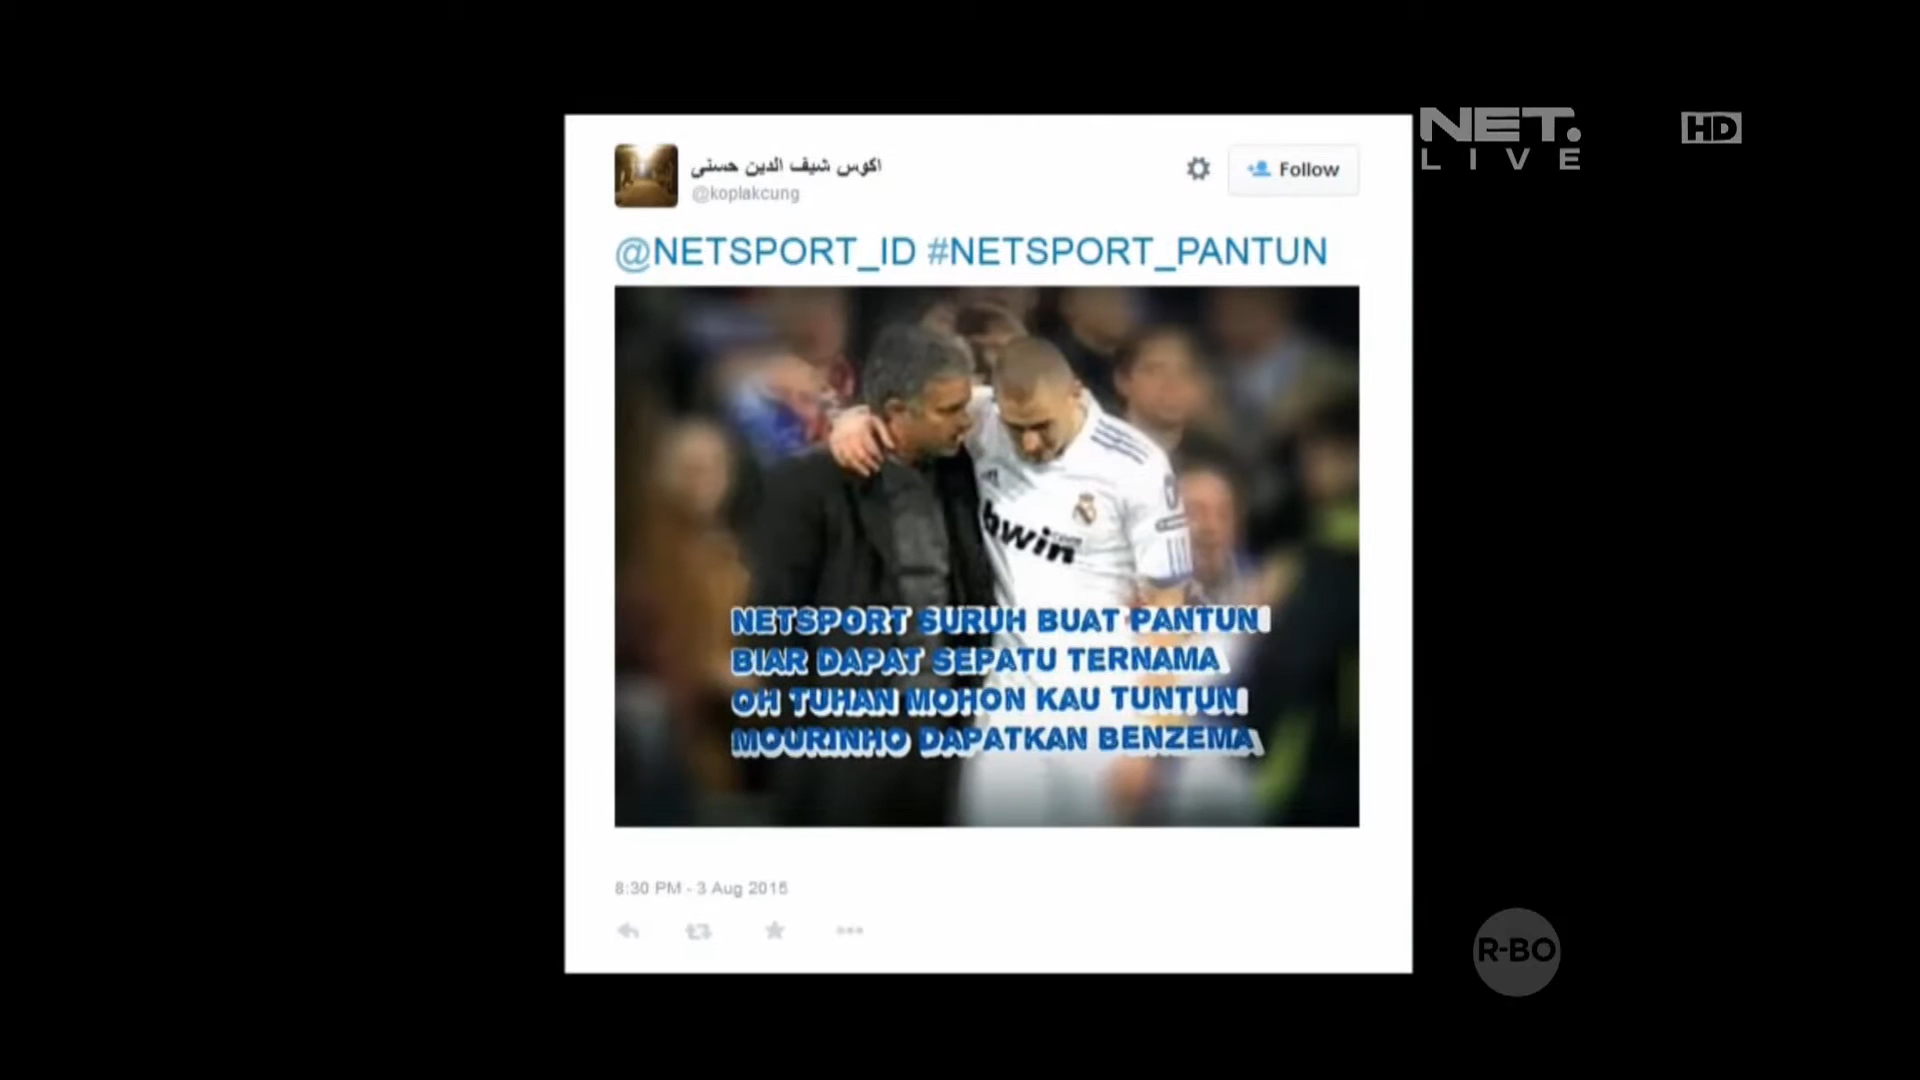 NET.
LIVE
HD
اكوس شيف الدين حسنى
@koplakcung
Follow
@NETSPORT_ID #NETSPORT_PANTUN
bwin
.com
NETSPORT SURUH BUAT PANTUN
BIAR DAPAT SEPATU TERNAMA
OH TUHAN MOHON KAU TUNTUN
MOURINHO DAPATKAN BENZEMA
8:30 PM - 3 Aug 2015
R-BO